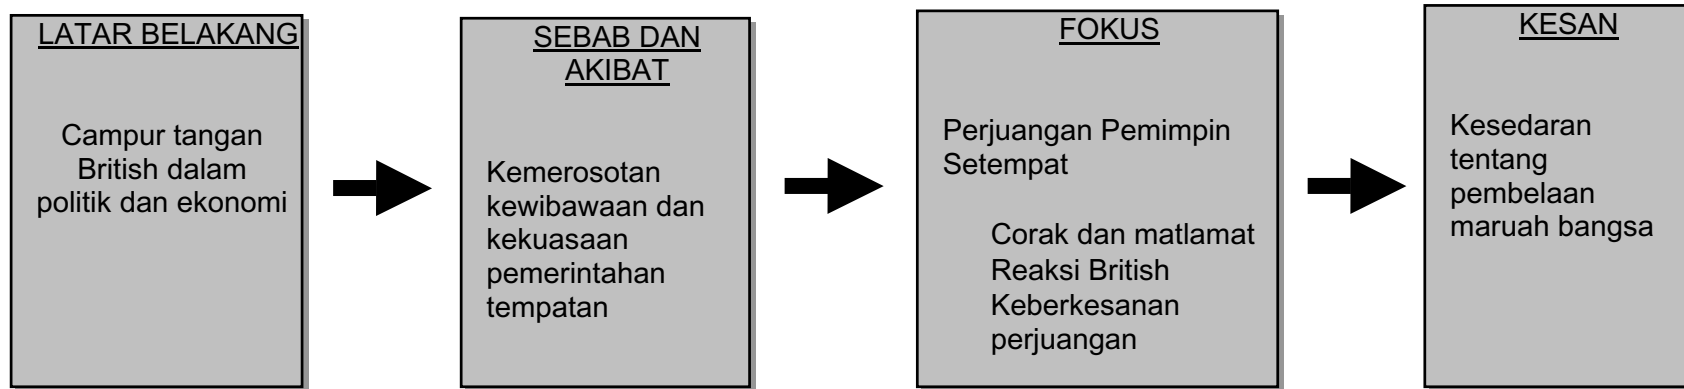 LATAR BELAKANG
Campur tangan
British dalam
politik dan ekonomi
SEBAB DAN
AKIBAT
Kemerosotan
kewibawaan dan
kekuasaan
pemerintahan
tempatan
FOKUS
Perjuangan Pemimpin
Setempat
Corak dan matlamat
Reaksi British
Keberkesanan
perjuangan
KESAN
Kesedaran
tentang
pembelaan
maruah bangsa